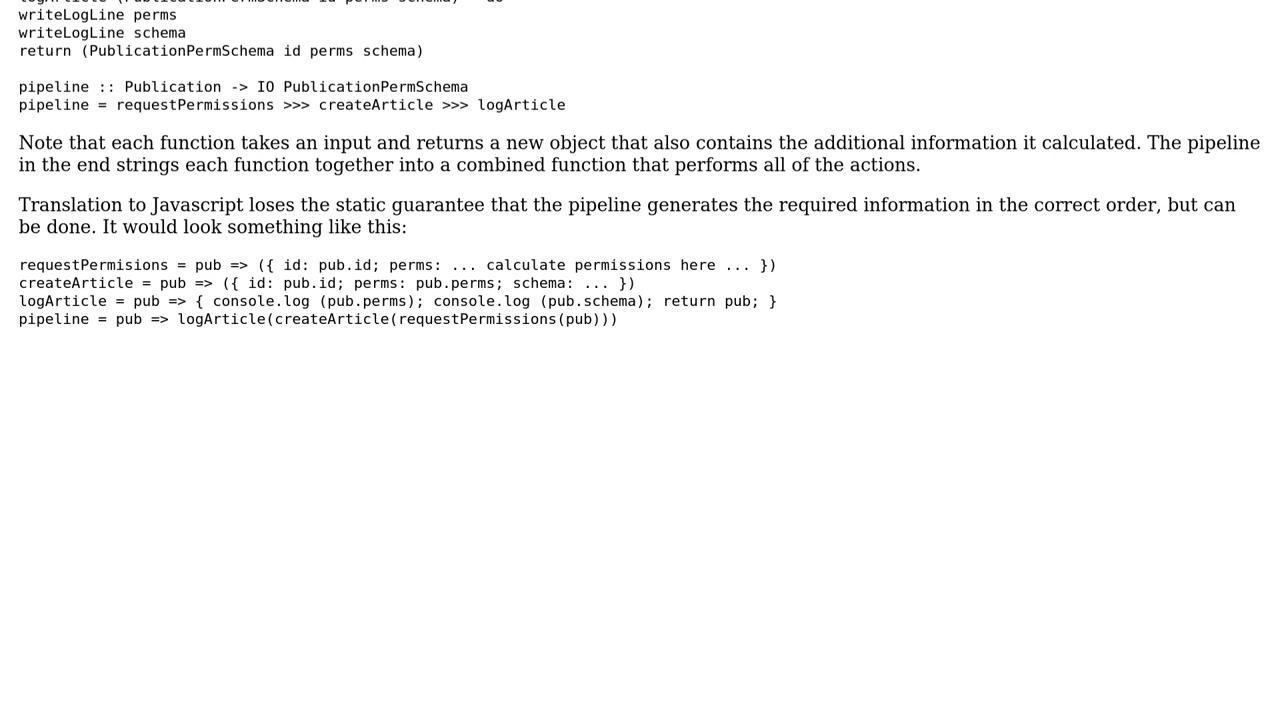 writeLogLine perms
writeLogLine schema
return (PublicationPermSchema id perms schema)
pipeline :: Publication -> IO PublicationPermSchema
pipeline = requestPermissions >>> createArticle >>> logArticle
Note that each function takes an input and returns a new object that also contains the additional information it calculated. The pipeline
in the end strings each function together into a combined function that performs all of the actions.
Translation to Javascript loses the static guarantee that the pipeline generates the required information in the correct order, but can
be done. It would look something like this:
requestPermisions = pub => ({ id: pub.id; perms: ... calculate permissions here ... })
createArticle = pub => ({ id: pub.id; perms: pub.perms; schema: ... })
logArticle = pub => { console.log (pub.perms); console.log (pub.schema); return pub; }
pipeline = pub => logArticle(createArticle(requestPermissions(pub)))